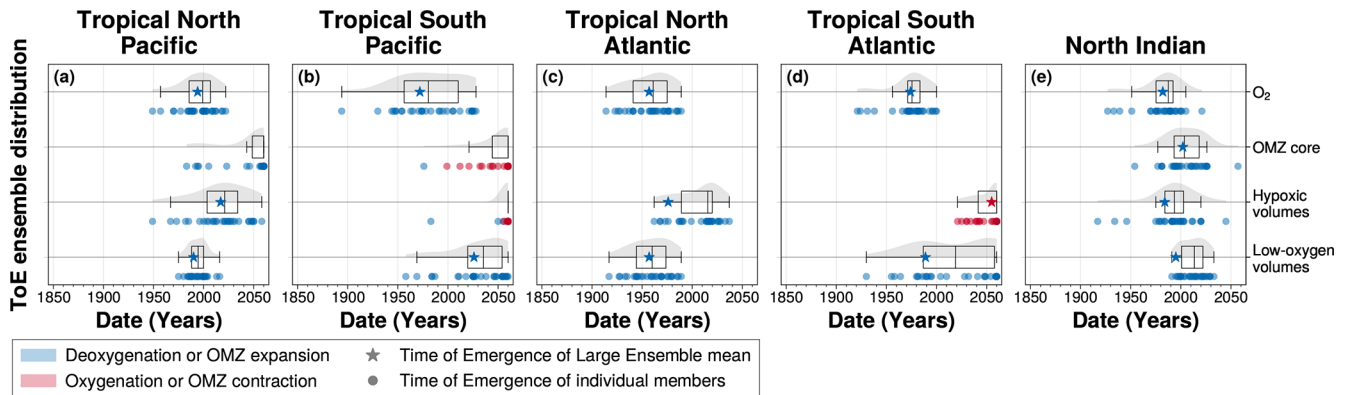 Tropical North
Pacific
Tropical South
Pacific
Tropical North
Atlantic
Tropical South
Atlantic
North Indian
ToE ensemble distribution
(a)
(b)
(c)
(d)
(e)
O₂
OMZ core
Hypoxic
volumes
Low-oxygen
volumes
1850 1900 1950 2000 2050
1850 1900 1950 2000 2050
1850 1900 1950 2000 2050
1850 1900 1950 2000 2050
1850 1900 1950 2000 2050
Date (Years)
Date (Years)
Date (Years)
Date (Years)
Date (Years)
Deoxygenation or OMZ expansion
Time of Emergence of Large Ensemble mean
Oxygenation or OMZ contraction
Time of Emergence of individual members